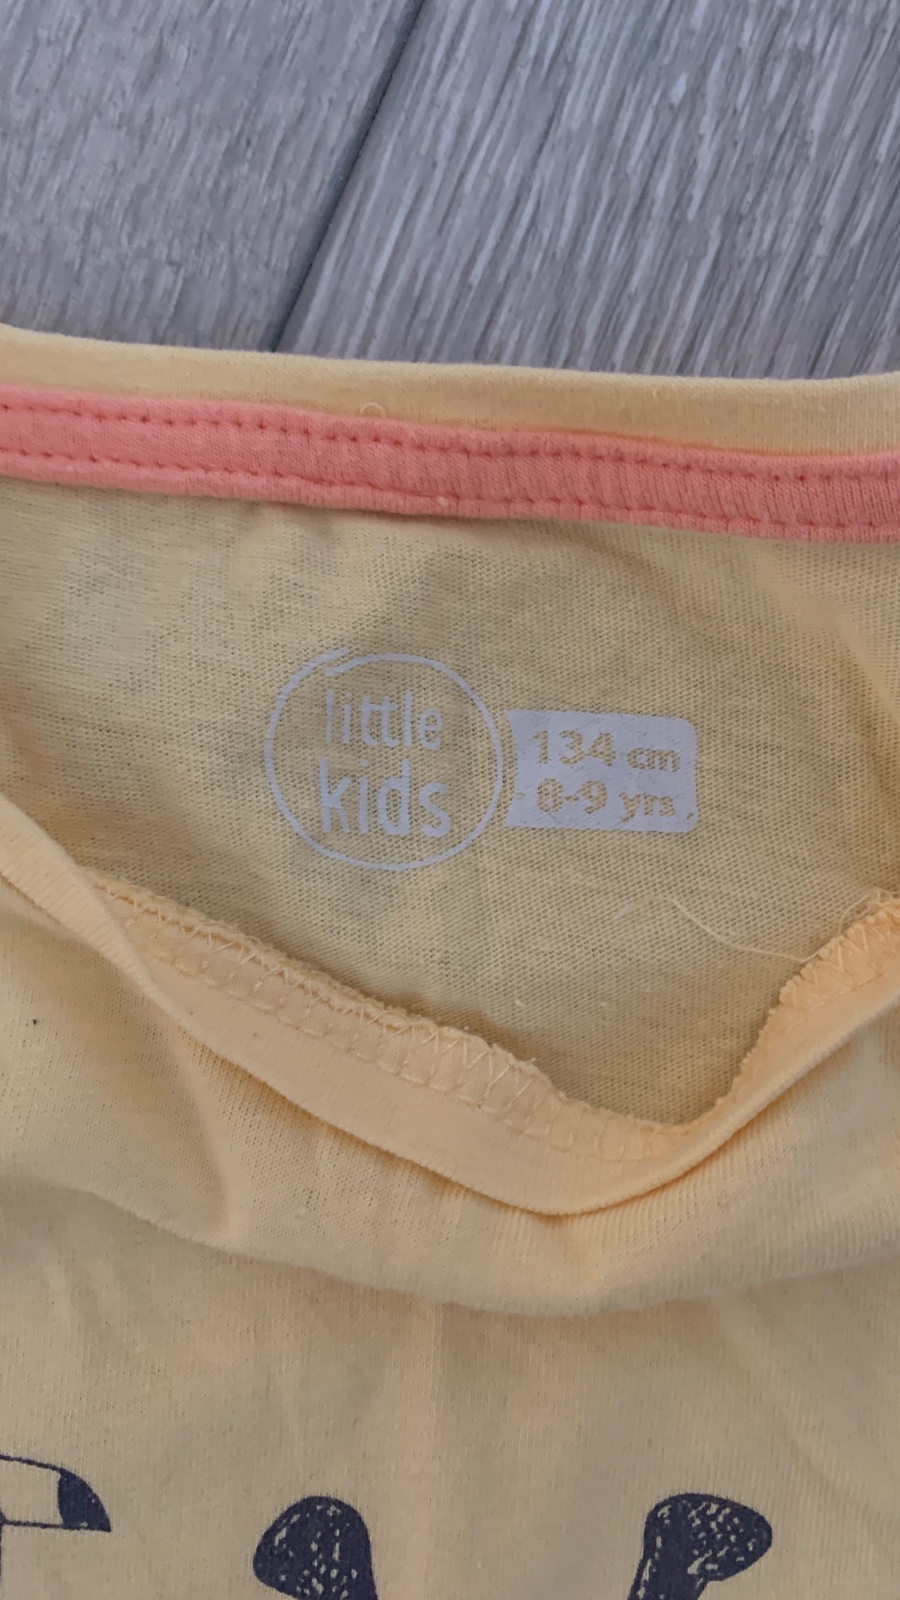 little
kids
134 cm
8-9 yrs